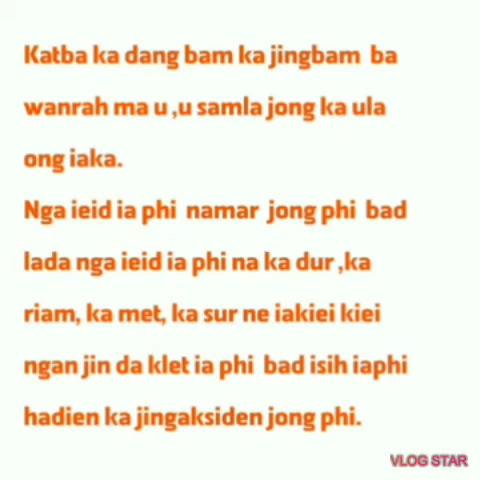 Katba ka dang bam ka jingbam ba
wanrah ma u ,u samla jong ka ula
ong iaka.
Nga ieid ia phi namar jong phi bad
lada nga ieid ia phi na ka dur ,ka
riam, ka met, ka sur ne iakiei kiei
ngan jin da klet ia phi bad isih iaphi
hadien ka jingaksiden jong phi.
VLOG STAR